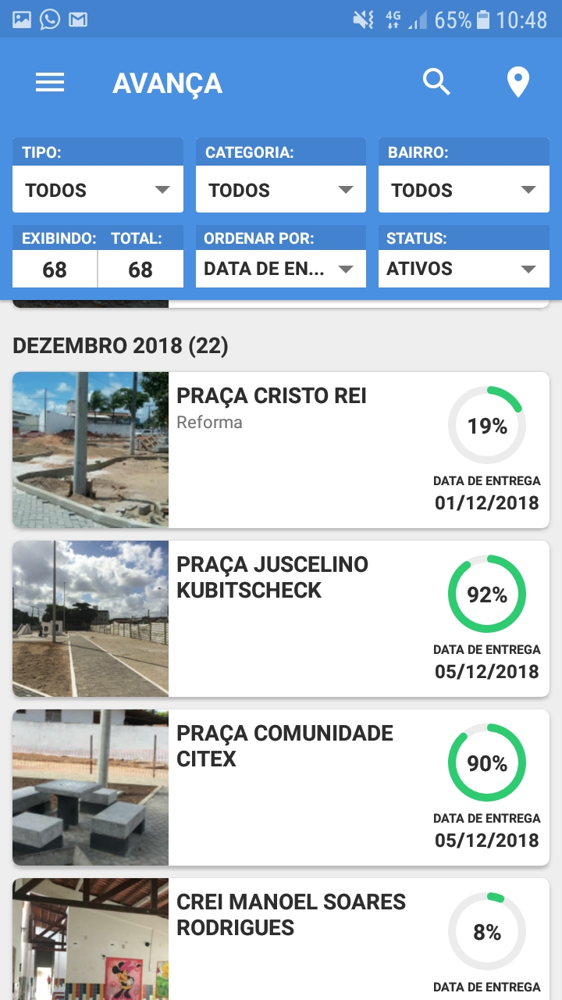 4G 65% 10:48
AVANÇA
TIPO: CATEGORIA: BAIRRO:
TODOS TODOS TODOS
EXIBINDO: TOTAL: ORDENAR POR: STATUS:
68 68 DATA DE EN... ATIVOS
DEZEMBRO 2018 (22)
PRAÇA CRISTO REI
Reforma
19%
DATA DE ENTREGA
01/12/2018
PRAÇA JUSCELINO
KUBITSCHECK
92%
DATA DE ENTREGA
05/12/2018
PRAÇA COMUNIDADE
CITEX
90%
DATA DE ENTREGA
05/12/2018
CREI MANOEL SOARES
RODRIGUES
8%
DATA DE ENTREGA